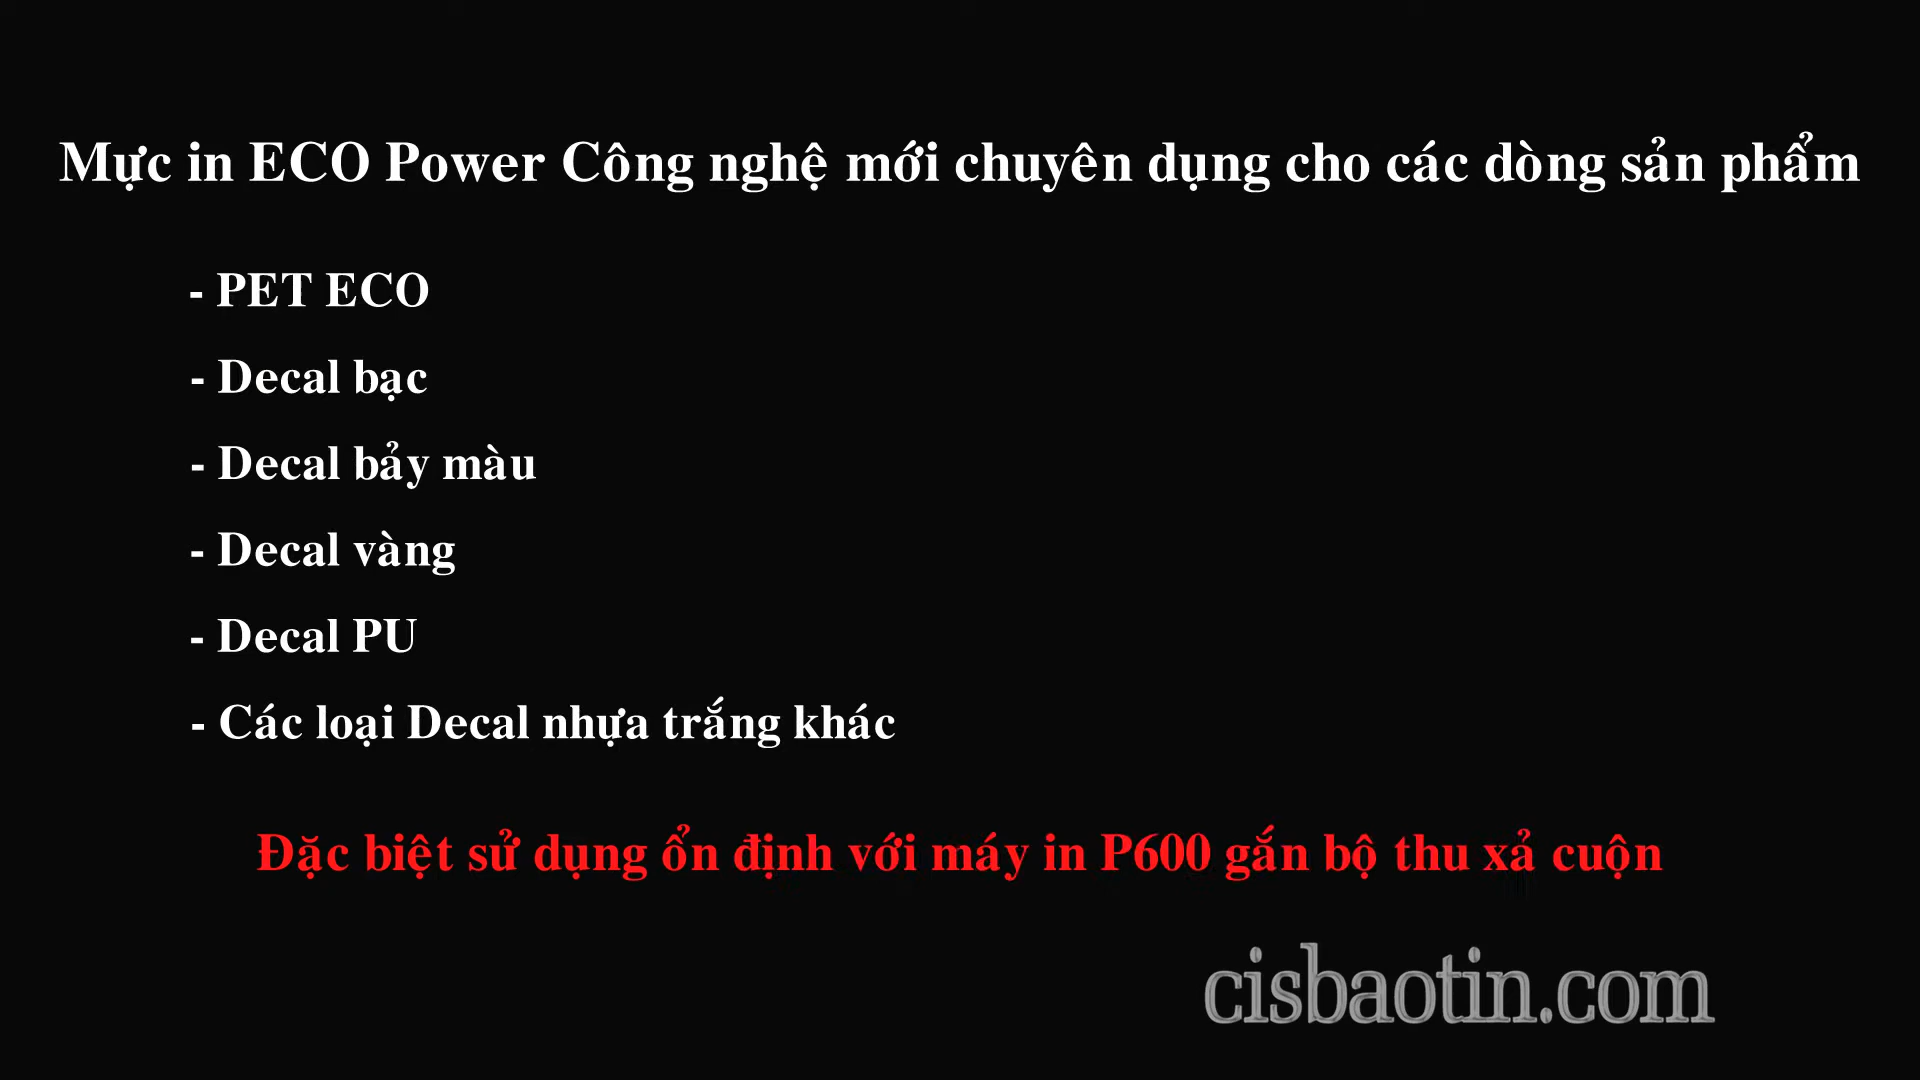 Mực in ECO Power Công nghệ mới chuyên dụng cho các dòng sản phẩm
- PET ECO
- Decal bạc
- Decal bảy màu
- Decal vàng
- Decal PU
- Các loại Decal nhựa trắng khác
Đặc biệt sử dụng ổn định với máy in P600 gắn bộ thu xả cuộn
cisbaotin.com